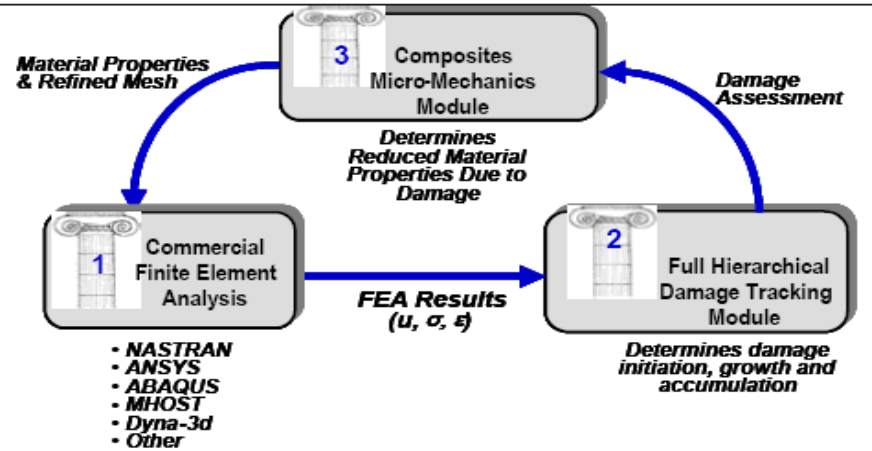 Material Properties
& Refined Mesh
3
Composites
Micro-Mechanics
Module
Damage
Assessment
Determines
Reduced Material
Properties Due to
Damage
1
Commercial
Finite Element
Analysis
FEA Results
(u, σ, ε)
2
Full Hierarchical
Damage Tracking
Module
• NASTRAN
• ANSYS
• ABAQUS
• MHOST
• Dyna-3d
• Other
Determines damage
initiation, growth and
accumulation